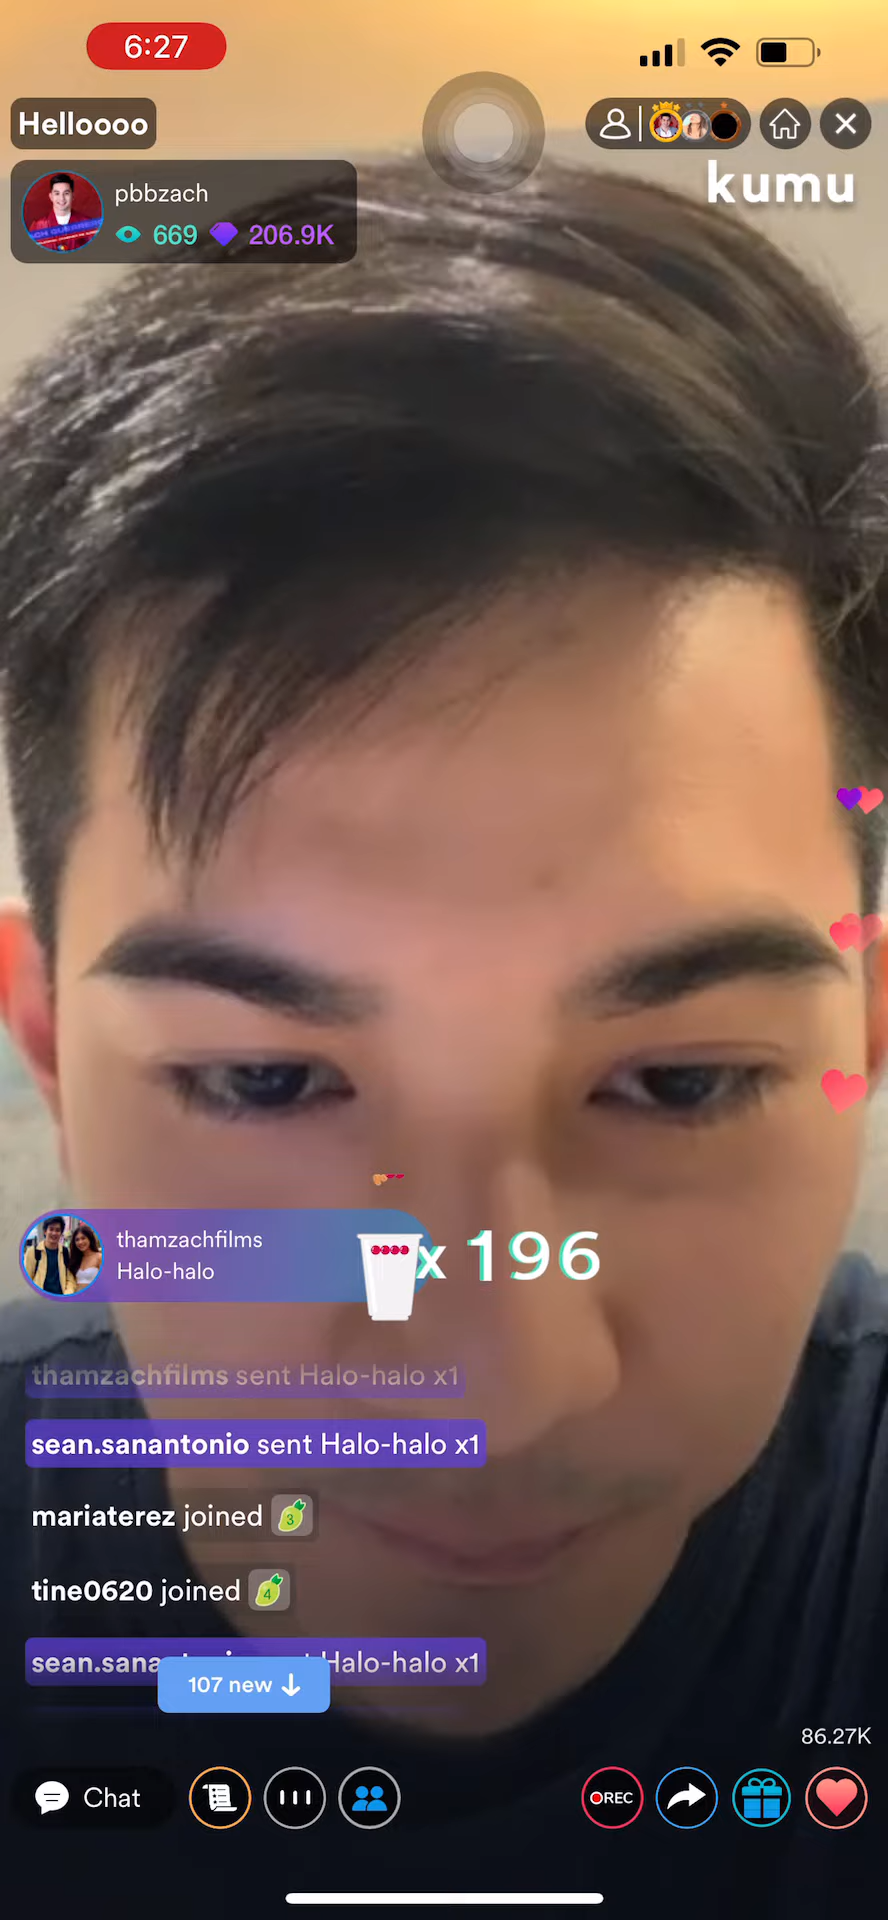 6:27
Helloooo
kumu
pbbzach
669 206.9K
thamzachfilms
Halo-halo
x 196
thamzachfilms sent Halo-halo x1
sean.sanantonio sent Halo-halo x1
mariaterez joined 3
tine0620 joined 4
Halo-halo x1
107 new
86.27K
Chat
REC